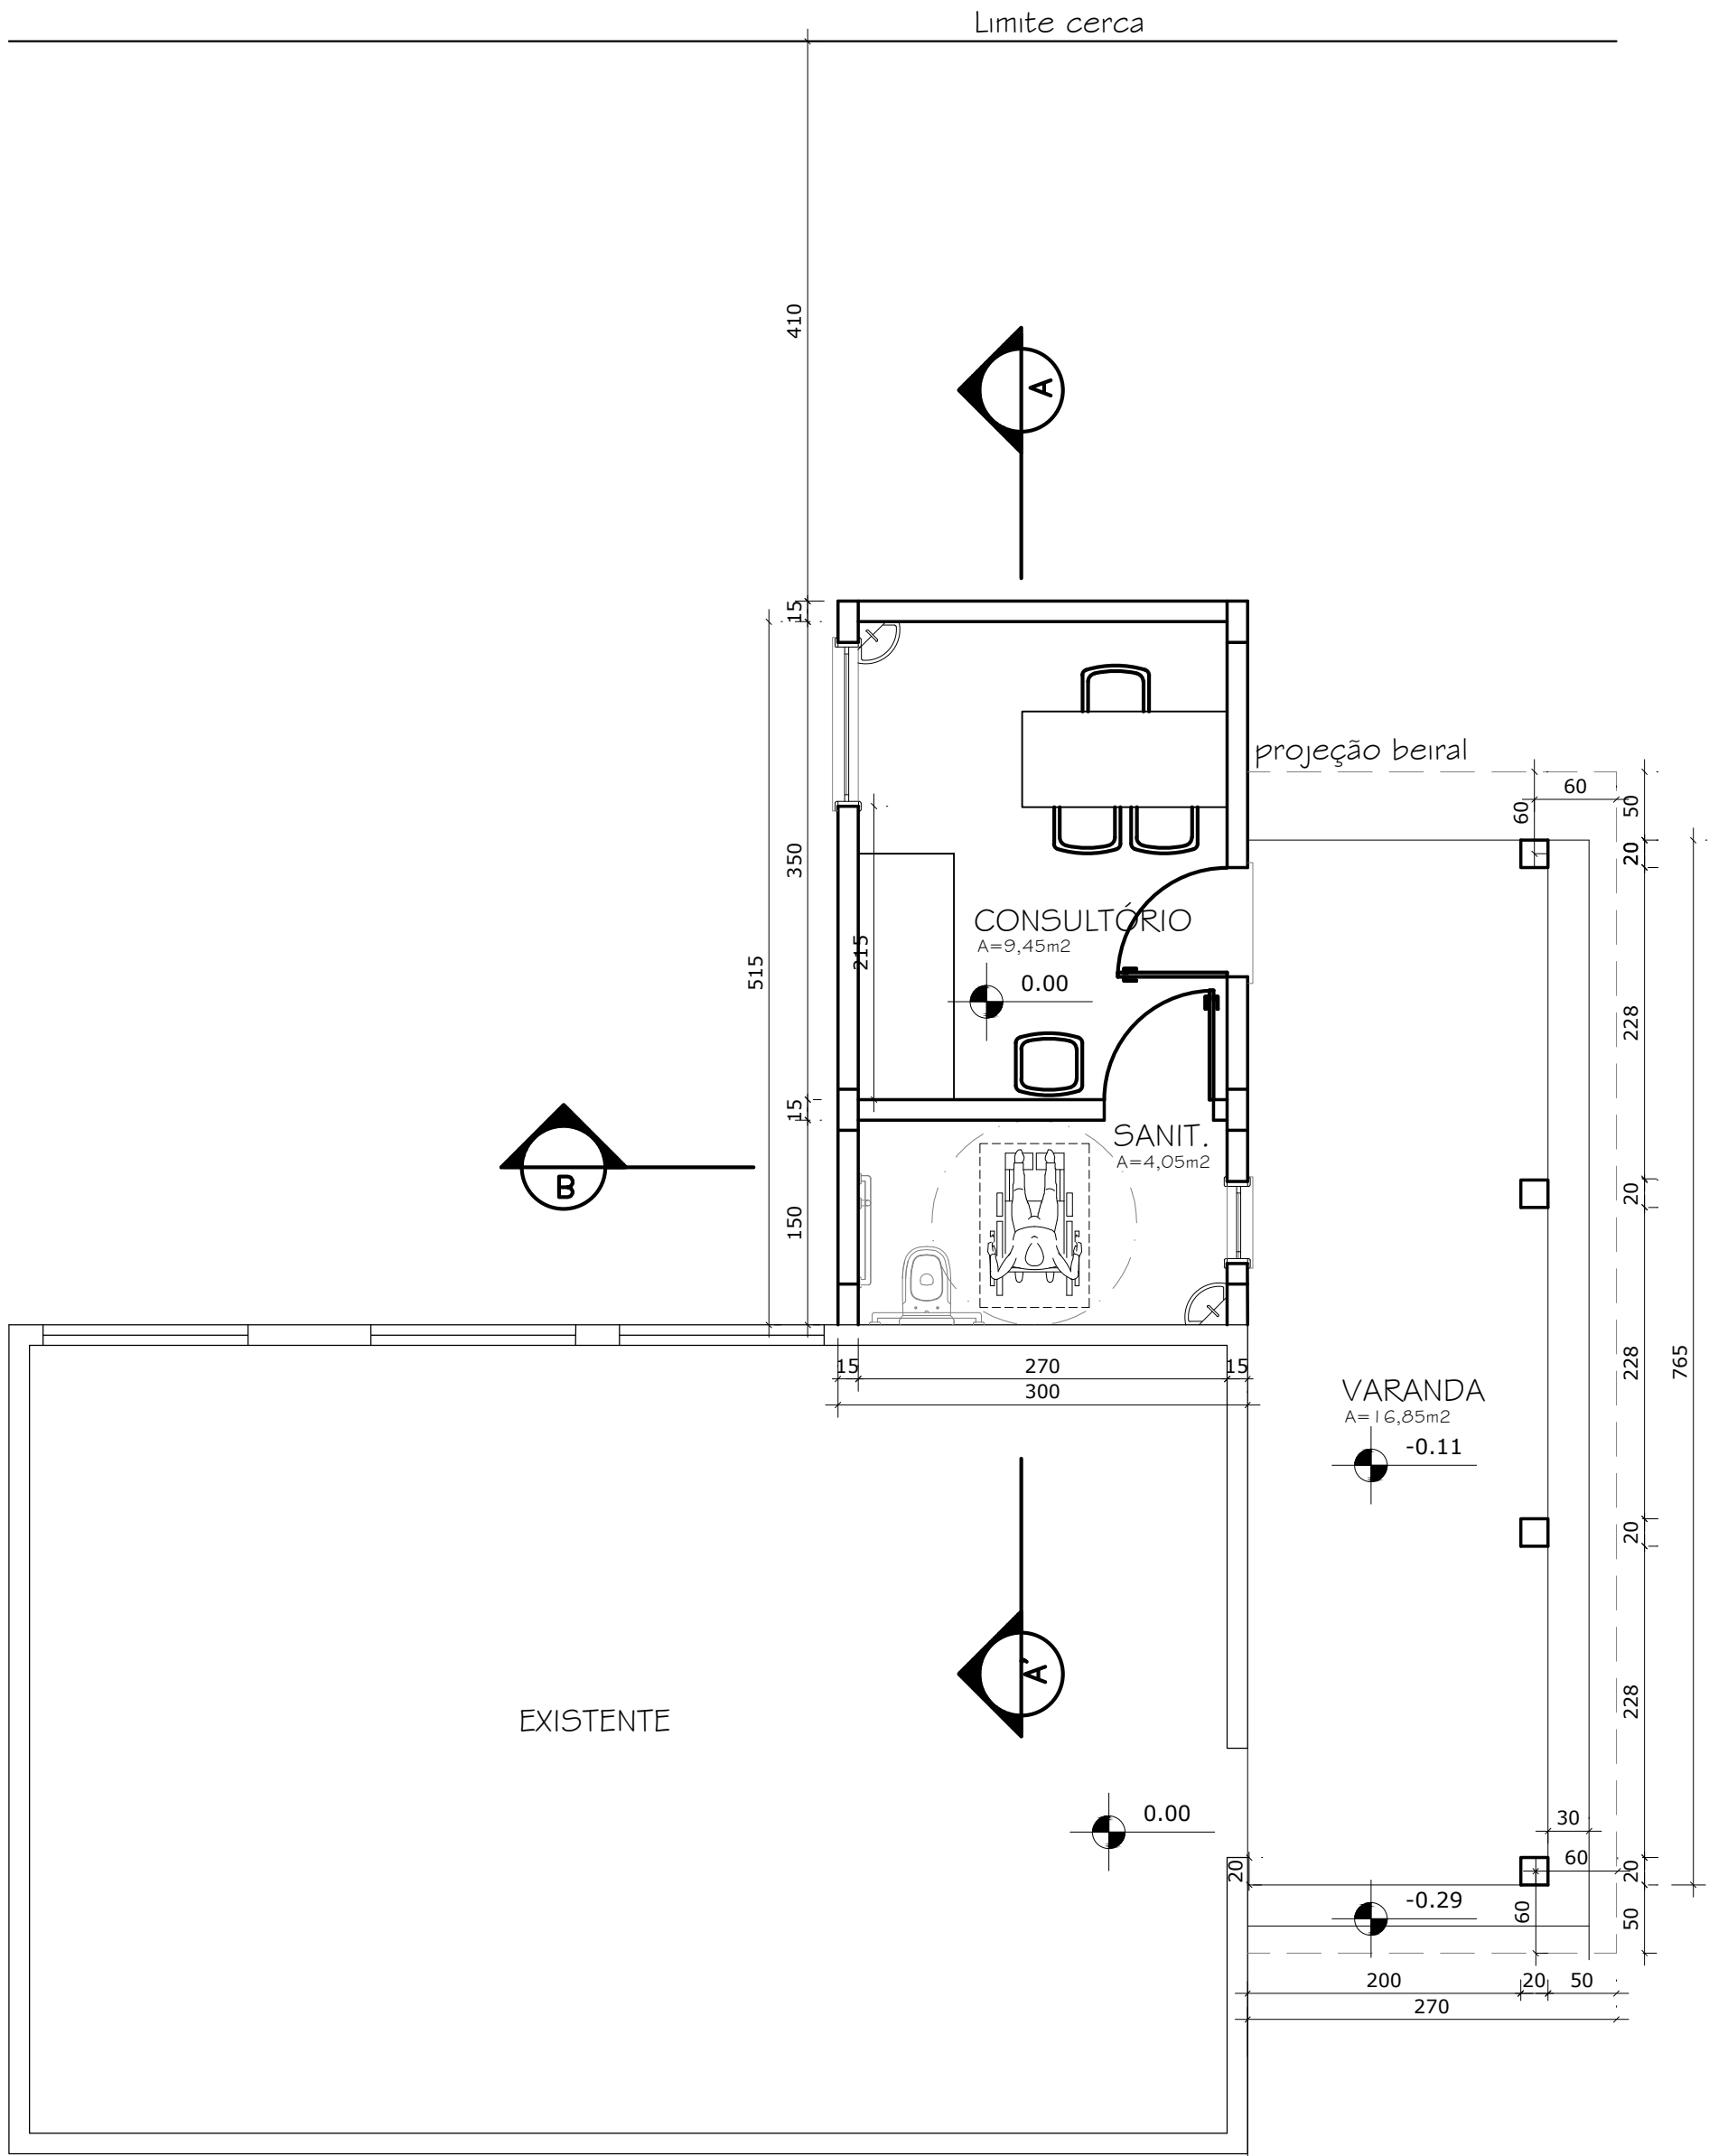 Limite cerca
410
A
15
projeção beiral
60
50
60
20
350
CONSULTÓRIO
A=9,45m2
215
515
0.00
228
15
SANIT.
A=4,05m2
B
20
150
15
270
15
300
228
765
VARANDA
A=16,85m2
-0.11
20
A'
228
EXISTENTE
0.00
30
60
20
20
-0.29
60
50
200
20
50
270